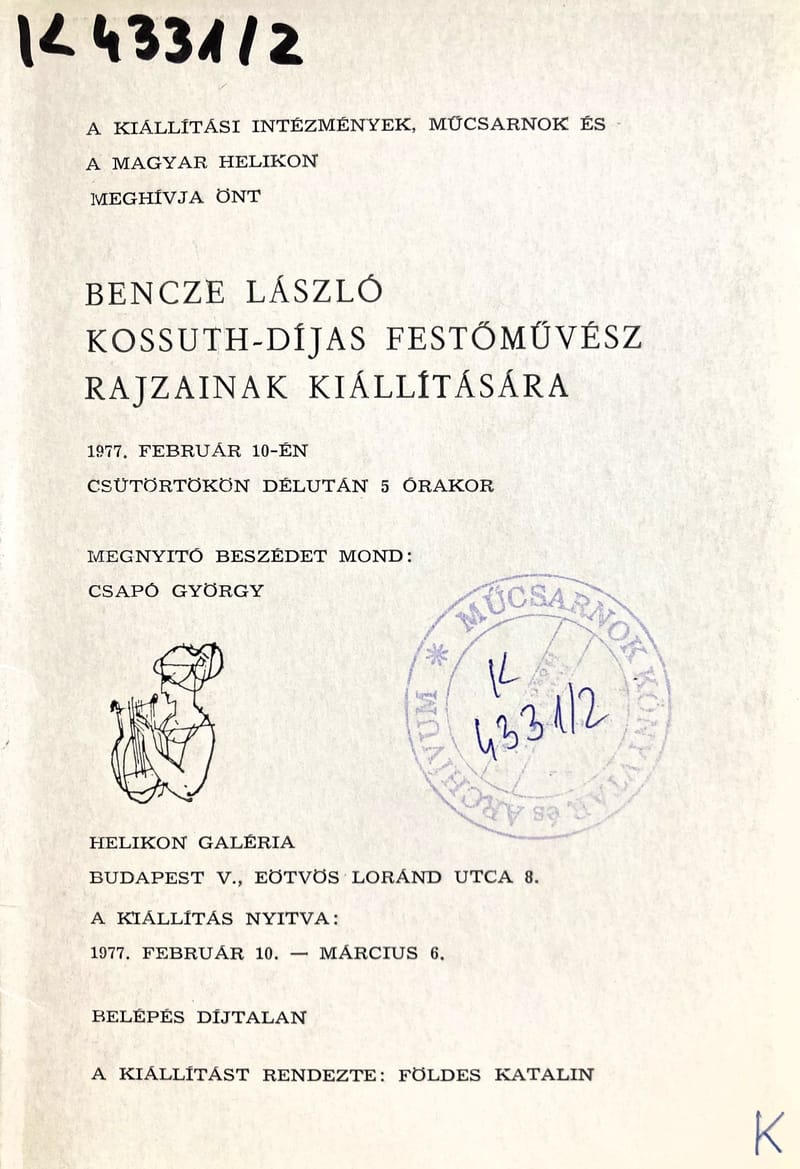 K 4331/2
A KIÁLLÍTÁSI INTÉZMÉNYEK, MŰCSARNOK ÉS
A MAGYAR HELIKON
MEGHÍVJA ÖNT
BENCZE LÁSZLÓ
KOSSUTH-DÍJAS FESTŐMŰVÉSZ
RAJZAINAK KIÁLLÍTÁSÁRA
1977. FEBRUÁR 10-ÉN
CSÜTÖRTÖKÖN DÉLUTÁN 5 ÓRAKOR
MEGNYITÓ BESZÉDET MOND:
CSAPÓ GYÖRGY
MŰCSARNOK KÖNYVTÁR és ARCHÍVUM
K
4331/2
HELIKON GALÉRIA
BUDAPEST V., EÖTVÖS LORÁND UTCA 8.
A KIÁLLÍTÁS NYITVA:
1977. FEBRUÁR 10. — MÁRCIUS 6.
BELÉPÉS DÍJTALAN
A KIÁLLÍTÁST RENDEZTE: FÖLDES KATALIN
K